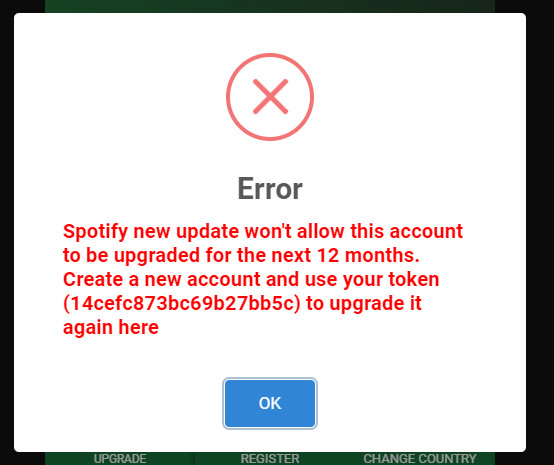 Error
Spotify new update won't allow this account
to be upgraded for the next 12 months.
Create a new account and use your token
(14cefc873bc69b27bb5c) to upgrade it
again here
OK
UPGRADE REGISTER CHANGE COUNTRY